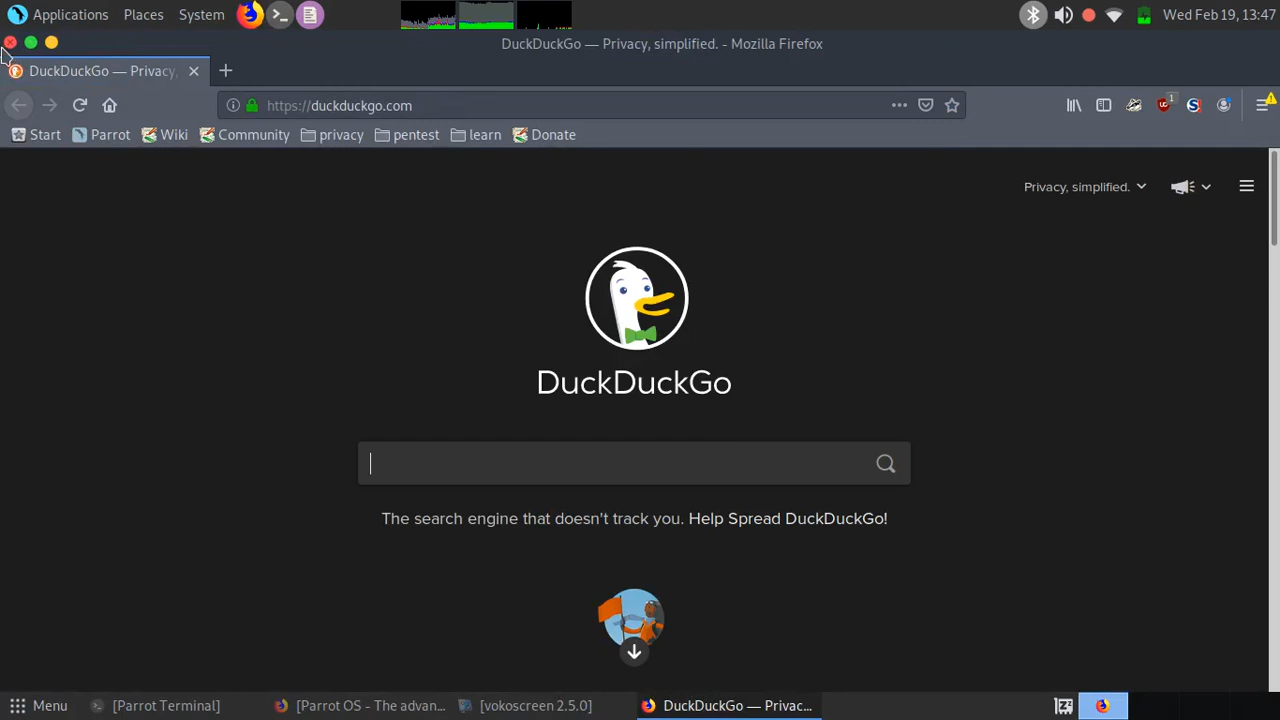 Applications Places System Wed Feb 19, 13:47
DuckDuckGo — Privacy, simplified. - Mozilla Firefox
DuckDuckGo — Privacy,
https://duckduckgo.com 1
Start Parrot Wiki Community privacy pentest learn Donate
Privacy, simplified.
DuckDuckGo
The search engine that doesn't track you. Help Spread DuckDuckGo!
Menu [Parrot Terminal] [Parrot OS - The advan... [vokoscreen 2.5.0] DuckDuckGo — Privac...